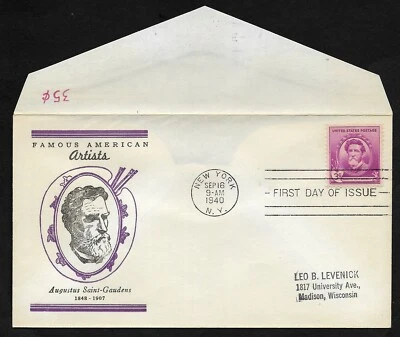 35¢
FAMOUS AMERICAN
Artists
Augustus Saint-Gaudens
1848 - 1907
NEW YORK
SEP 16
9-AM
1940
N.Y.
UNITED STATES POSTAGE
FIRST DAY OF ISSUE
LEO B. LEVENICK
1817 University Ave.,
Madison, Wisconsin